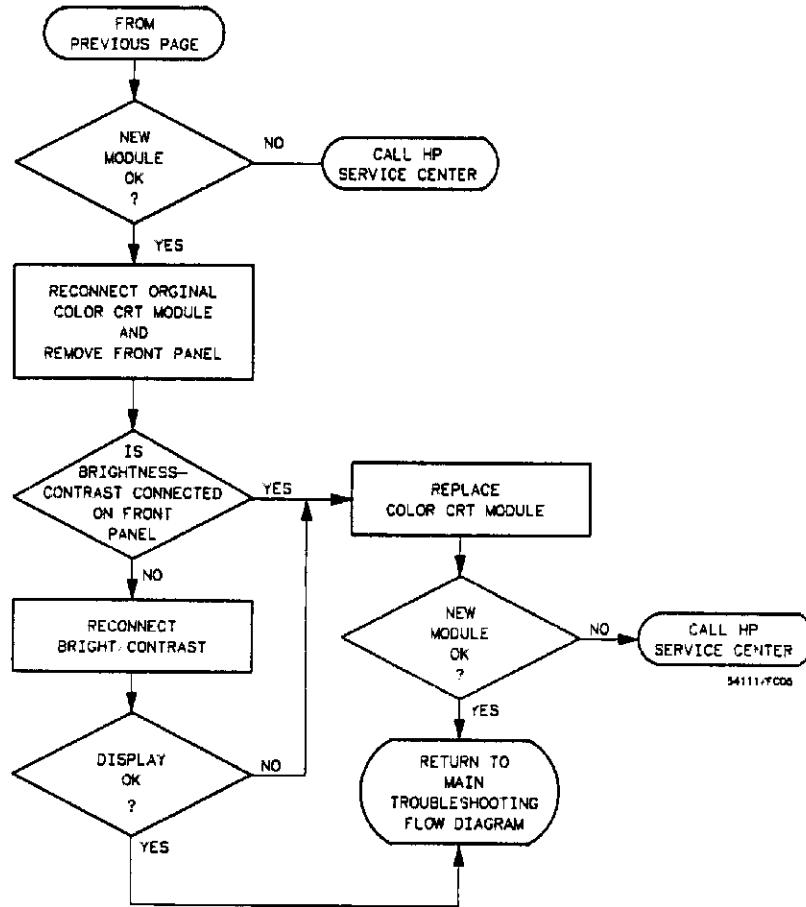 FROM
PREVIOUS PAGE
NEW
MODULE
OK
?
NO
CALL HP
SERVICE CENTER
YES
RECONNECT ORGINAL
COLOR CRT MODULE
AND
REMOVE FRONT PANEL
IS
BRIGHTNESS—
CONTRAST CONNECTED
ON FRONT
PANEL
YES
REPLACE
COLOR CRT MODULE
NO
RECONNECT
BRIGHT/CONTRAST
NEW
MODULE
OK
?
NO
CALL HP
SERVICE CENTER
54111/FC06
YES
DISPLAY
OK
?
NO
RETURN TO
MAIN
TROUBLESHOOTING
FLOW DIAGRAM
YES